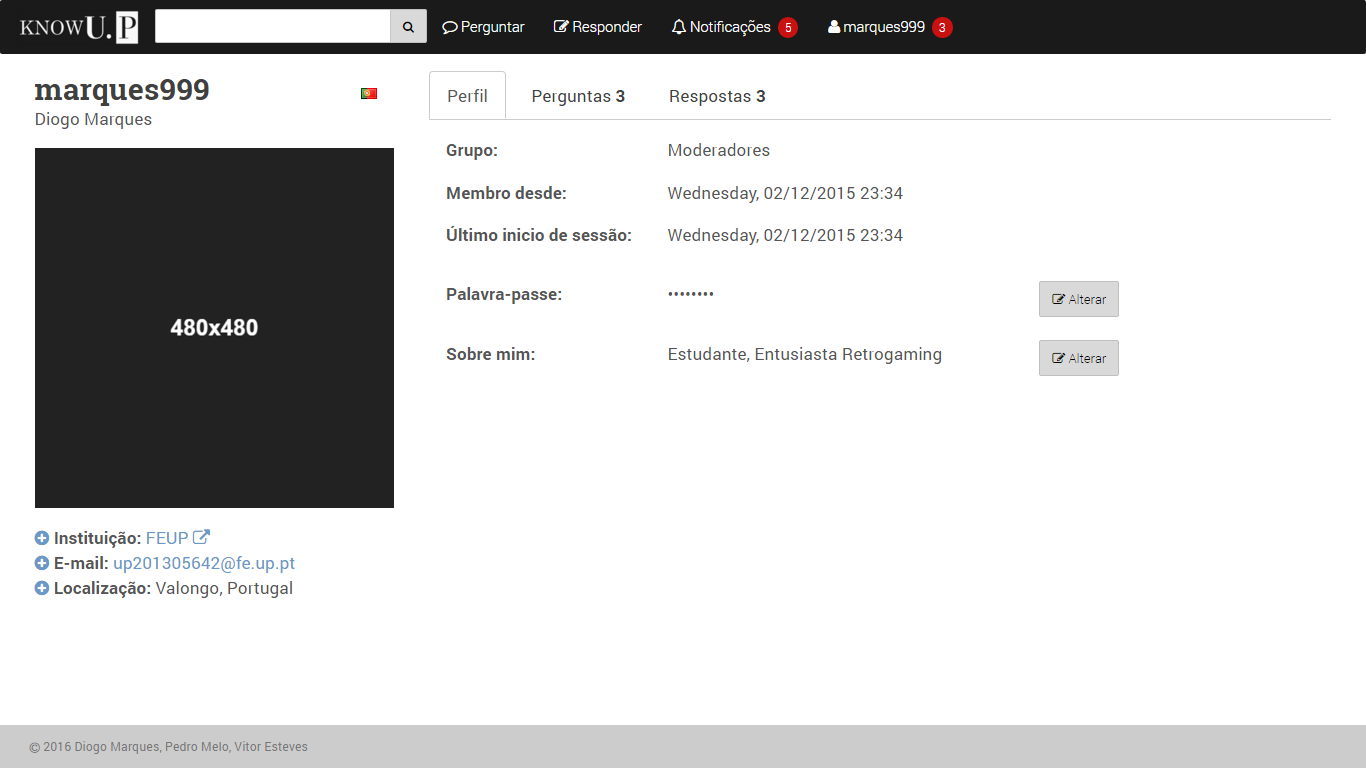 KNOW U.P Perguntar Responder Notificações 5 marques999 3
marques999
Diogo Marques
480x480
Instituição: FEUP
E-mail: up201305642@fe.up.pt
Localização: Valongo, Portugal
Perfil Perguntas 3 Respostas 3
Grupo: Moderadores
Membro desde: Wednesday, 02/12/2015 23:34
Último inicio de sessão: Wednesday, 02/12/2015 23:34
Palavra-passe: •••••••• Alterar
Sobre mim: Estudante, Entusiasta Retrogaming Alterar
© 2016 Diogo Marques, Pedro Melo, Vitor Esteves